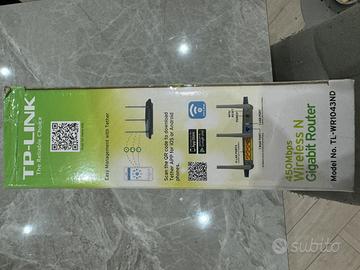 TP-LINK
The Reliable Choice
Easy Management with Tether
Scan the QR code to download
Tether APP for iOS or Android
phones.
450Mbps
Wireless N
Gigabit Router
Model No. TL-WR1043ND
subito